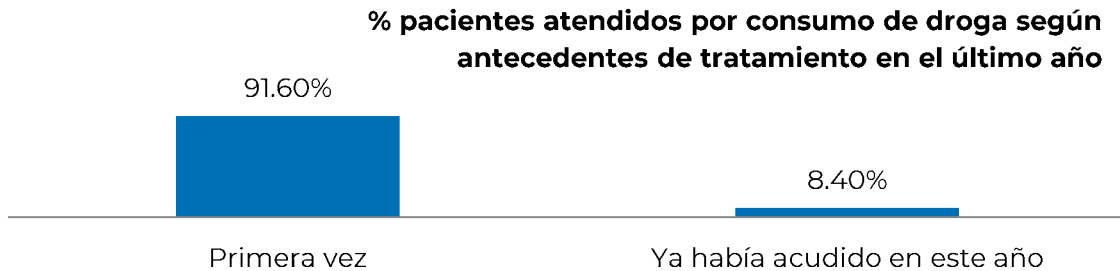 % pacientes atendidos por consumo de droga según
antecedentes de tratamiento en el último año
91.60%
8.40%
Primera vez
Ya había acudido en este año